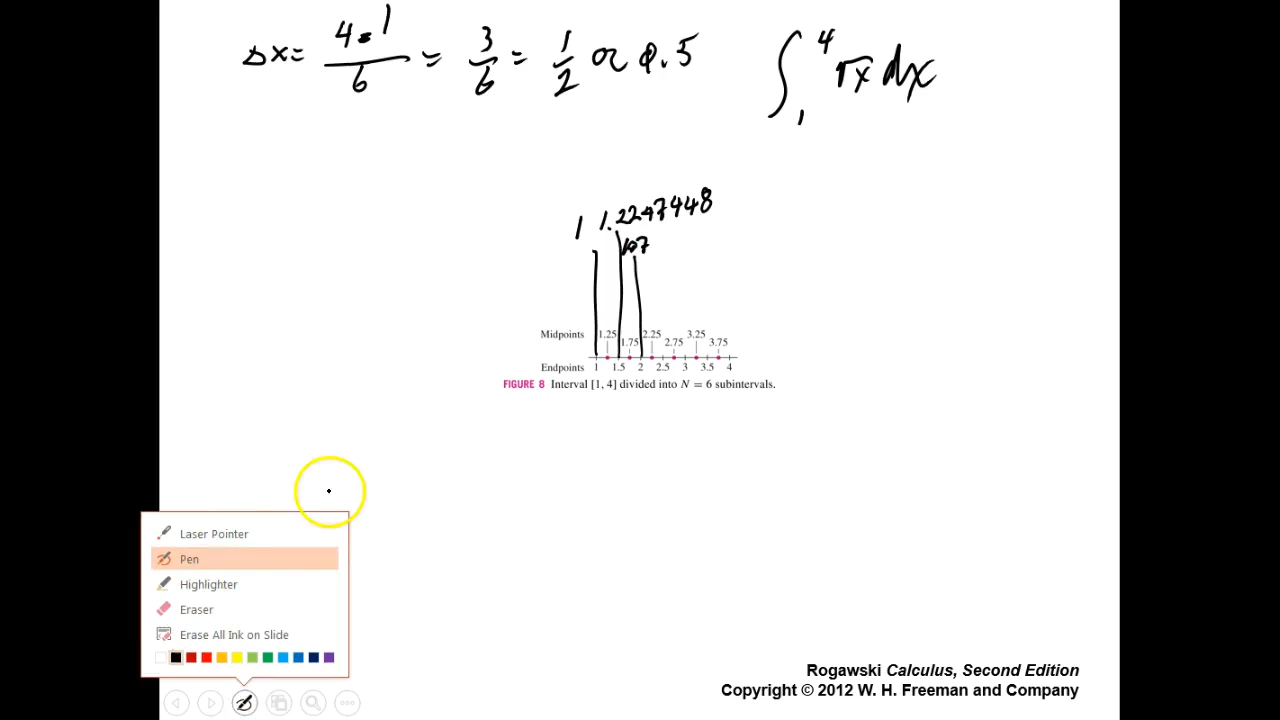 Δx = 4-1/6 = 3/6 = 1/2 or 0.5 ∫₁⁴ √x dx
1 1.2247448
Midpoints 1.25 1.75 2.25 2.75 3.25 3.75
Endpoints 1 1.5 2 2.5 3 3.5 4
FIGURE 8 Interval [1, 4] divided into N = 6 subintervals.
Laser Pointer
Pen
Highlighter
Eraser
Erase All Ink on Slide
Rogawski Calculus, Second Edition
Copyright © 2012 W. H. Freeman and Company